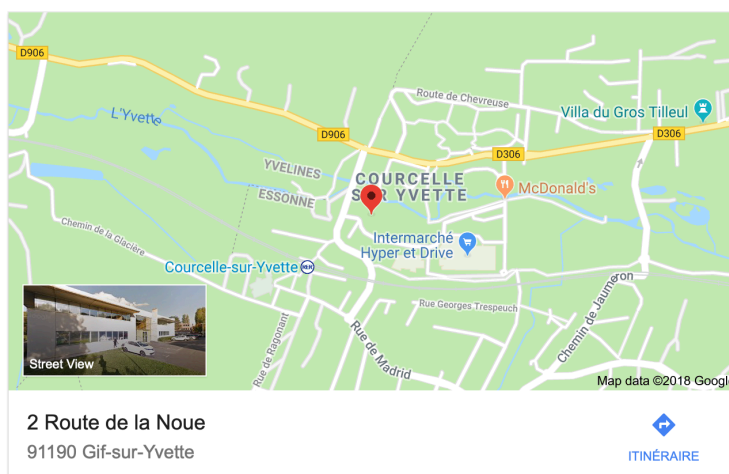 D906
L'Yvette
Route de Chevreuse
Villa du Gros Tilleul
D906
D306
D306
YVELINES
ESSONNE
COURCELLE
SUR YVETTE
McDonald's
Chemin de la Glacière
Intermarché
Hyper et Drive
Courcelle-sur-Yvette
Rue Georges Trespeuch
Chemin de Jaumeron
Rue de Ragonant
Rue de Madrid
Street View
Map data ©2018 Google
2 Route de la Noue
91190 Gif-sur-Yvette
ITINÉRAIRE